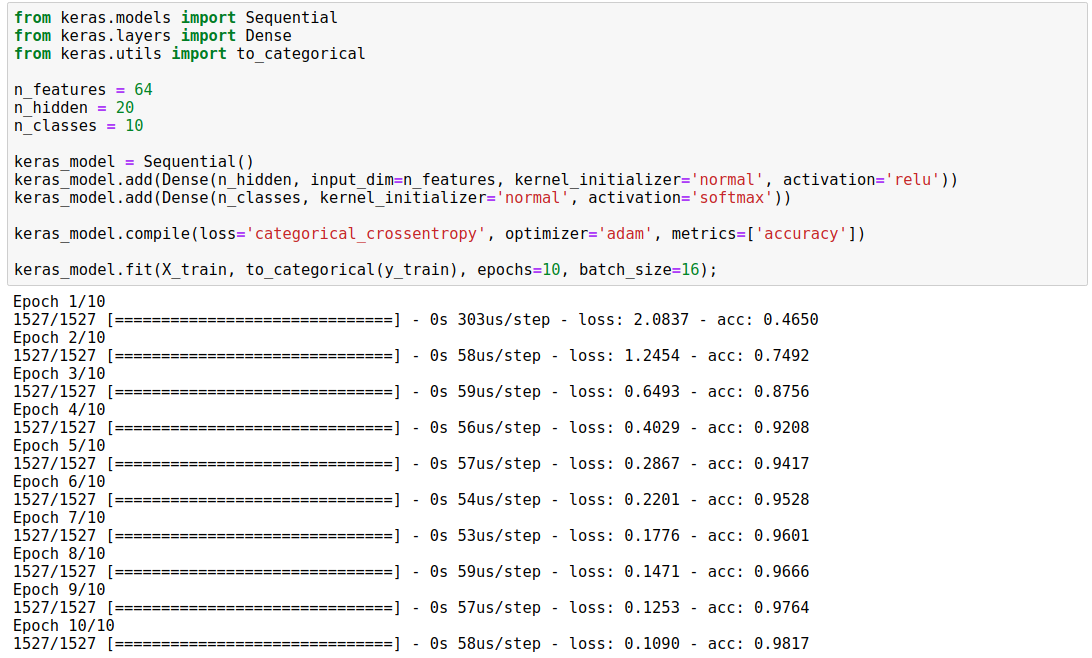 from keras.models import Sequential
from keras.layers import Dense
from keras.utils import to_categorical
n_features = 64
n_hidden = 20
n_classes = 10
keras_model = Sequential()
keras_model.add(Dense(n_hidden, input_dim=n_features, kernel_initializer='normal', activation='relu'))
keras_model.add(Dense(n_classes, kernel_initializer='normal', activation='softmax'))
keras_model.compile(loss='categorical_crossentropy', optimizer='adam', metrics=['accuracy'])
keras_model.fit(X_train, to_categorical(y_train), epochs=10, batch_size=16);
Epoch 1/10
1527/1527 [==============================] - 0s 303us/step - loss: 2.0837 - acc: 0.4650
Epoch 2/10
1527/1527 [==============================] - 0s 58us/step - loss: 1.2454 - acc: 0.7492
Epoch 3/10
1527/1527 [==============================] - 0s 59us/step - loss: 0.6493 - acc: 0.8756
Epoch 4/10
1527/1527 [==============================] - 0s 56us/step - loss: 0.4029 - acc: 0.9208
Epoch 5/10
1527/1527 [==============================] - 0s 57us/step - loss: 0.2867 - acc: 0.9417
Epoch 6/10
1527/1527 [==============================] - 0s 54us/step - loss: 0.2201 - acc: 0.9528
Epoch 7/10
1527/1527 [==============================] - 0s 53us/step - loss: 0.1776 - acc: 0.9601
Epoch 8/10
1527/1527 [==============================] - 0s 59us/step - loss: 0.1471 - acc: 0.9666
Epoch 9/10
1527/1527 [==============================] - 0s 57us/step - loss: 0.1253 - acc: 0.9764
Epoch 10/10
1527/1527 [==============================] - 0s 58us/step - loss: 0.1090 - acc: 0.9817